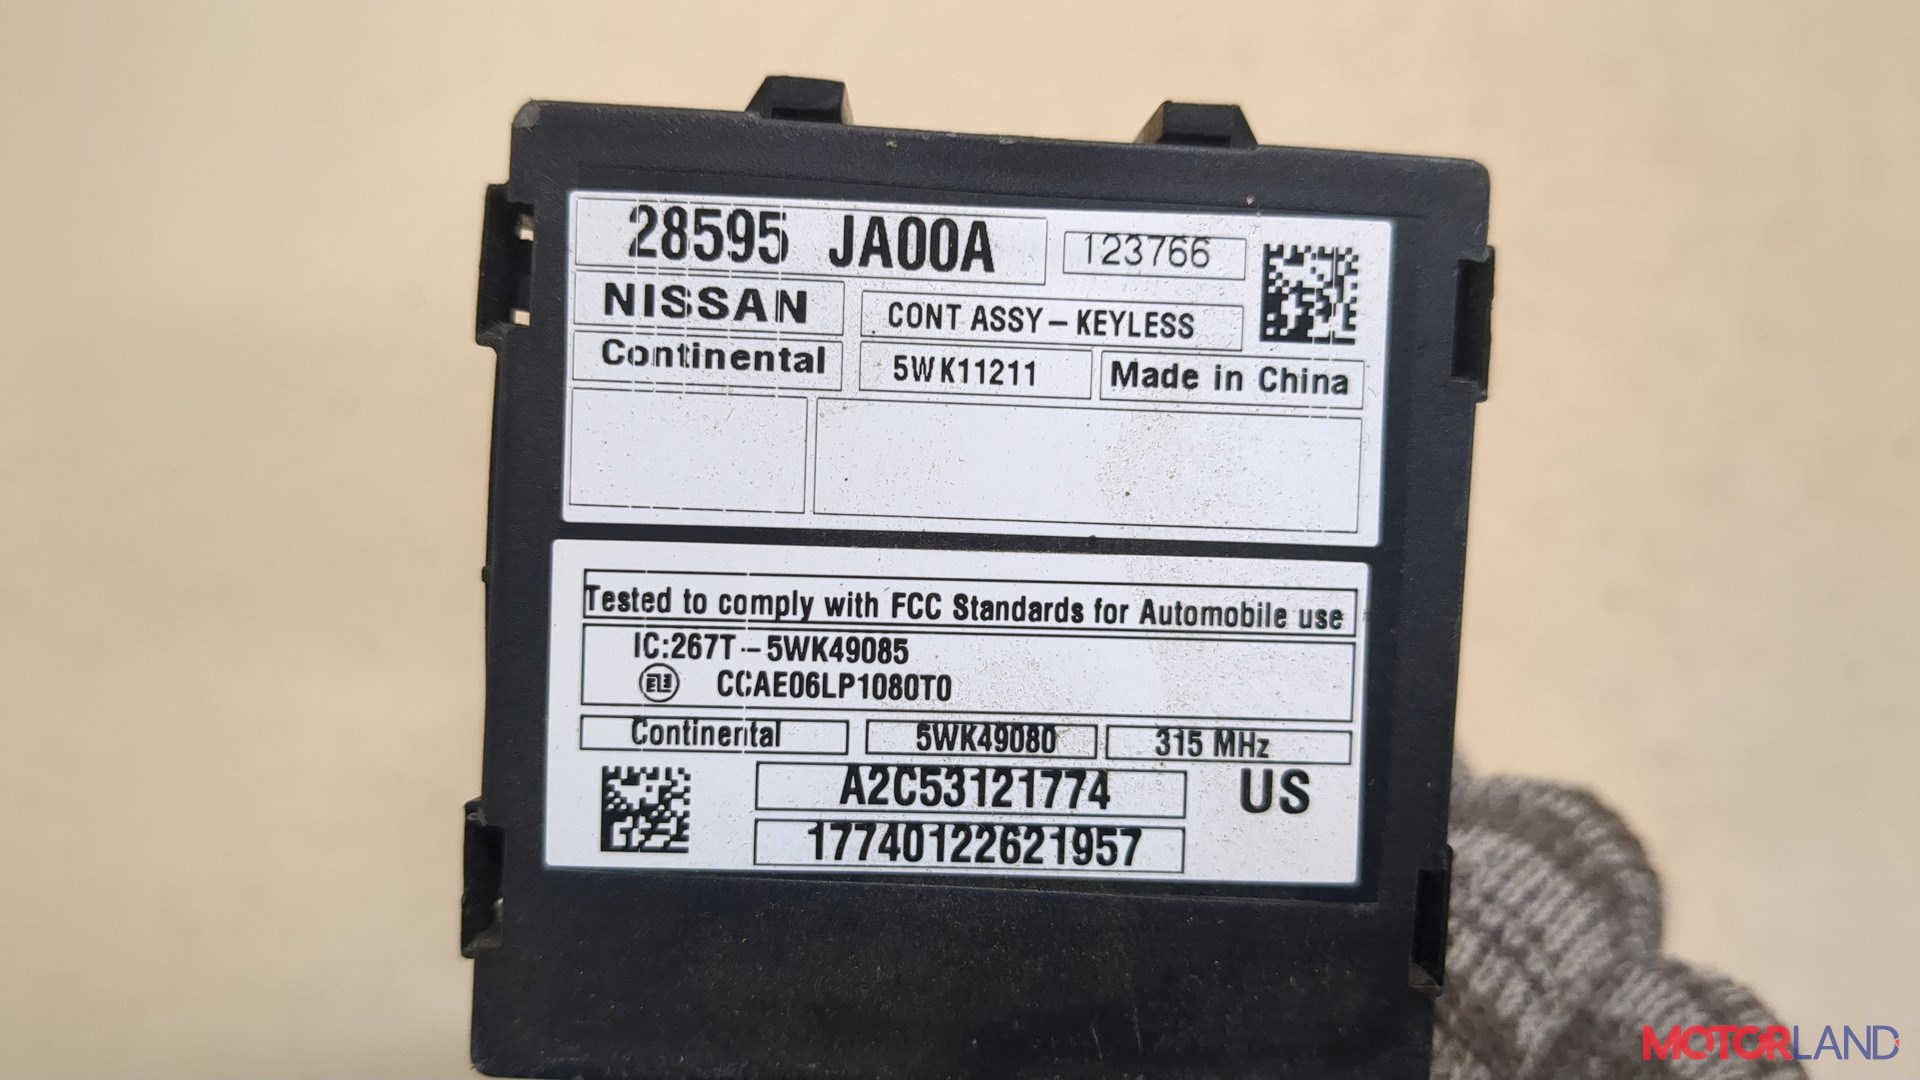 28595 JA00A
123766
NISSAN
CONT ASSY – KEYLESS
Continental
5WK11211
Made in China
Tested to comply with FCC Standards for Automobile use
IC:267T -– 5WK49085
CCAE06LP1080T0
Continental
5WK49080
315 MHz
A2C53121774
US
17740122621957
MOTORLAND